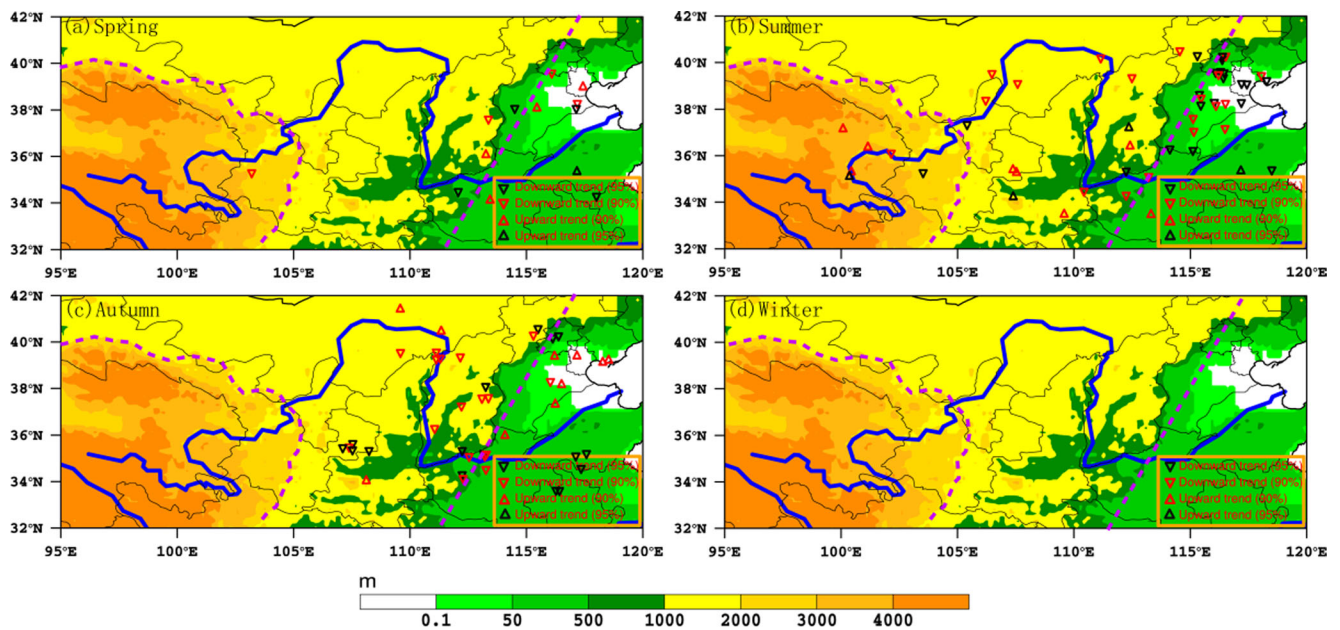 42°N
(a)Spring
40°N
38°N
36°N
34°N
32°N
Downward trend (95%)
Downward trend (90%)
Upward trend (90%)
Upward trend (95%)
95°E 100°E 105°E 110°E 115°E 120°E
42°N
(b)Summer
40°N
38°N
36°N
34°N
32°N
Downward trend (95%)
Downward trend (90%)
Upward trend (90%)
Upward trend (95%)
95°E 100°E 105°E 110°E 115°E 120°E
42°N
(c)Autumn
40°N
38°N
36°N
34°N
32°N
Downward trend (95%)
Downward trend (90%)
Upward trend (90%)
Upward trend (95%)
95°E 100°E 105°E 110°E 115°E 120°E
42°N
(d)Winter
40°N
38°N
36°N
34°N
32°N
Downward trend (95%)
Downward trend (90%)
Upward trend (90%)
Upward trend (95%)
95°E 100°E 105°E 110°E 115°E 120°E
m
0.1 50 500 1000 2000 3000 4000